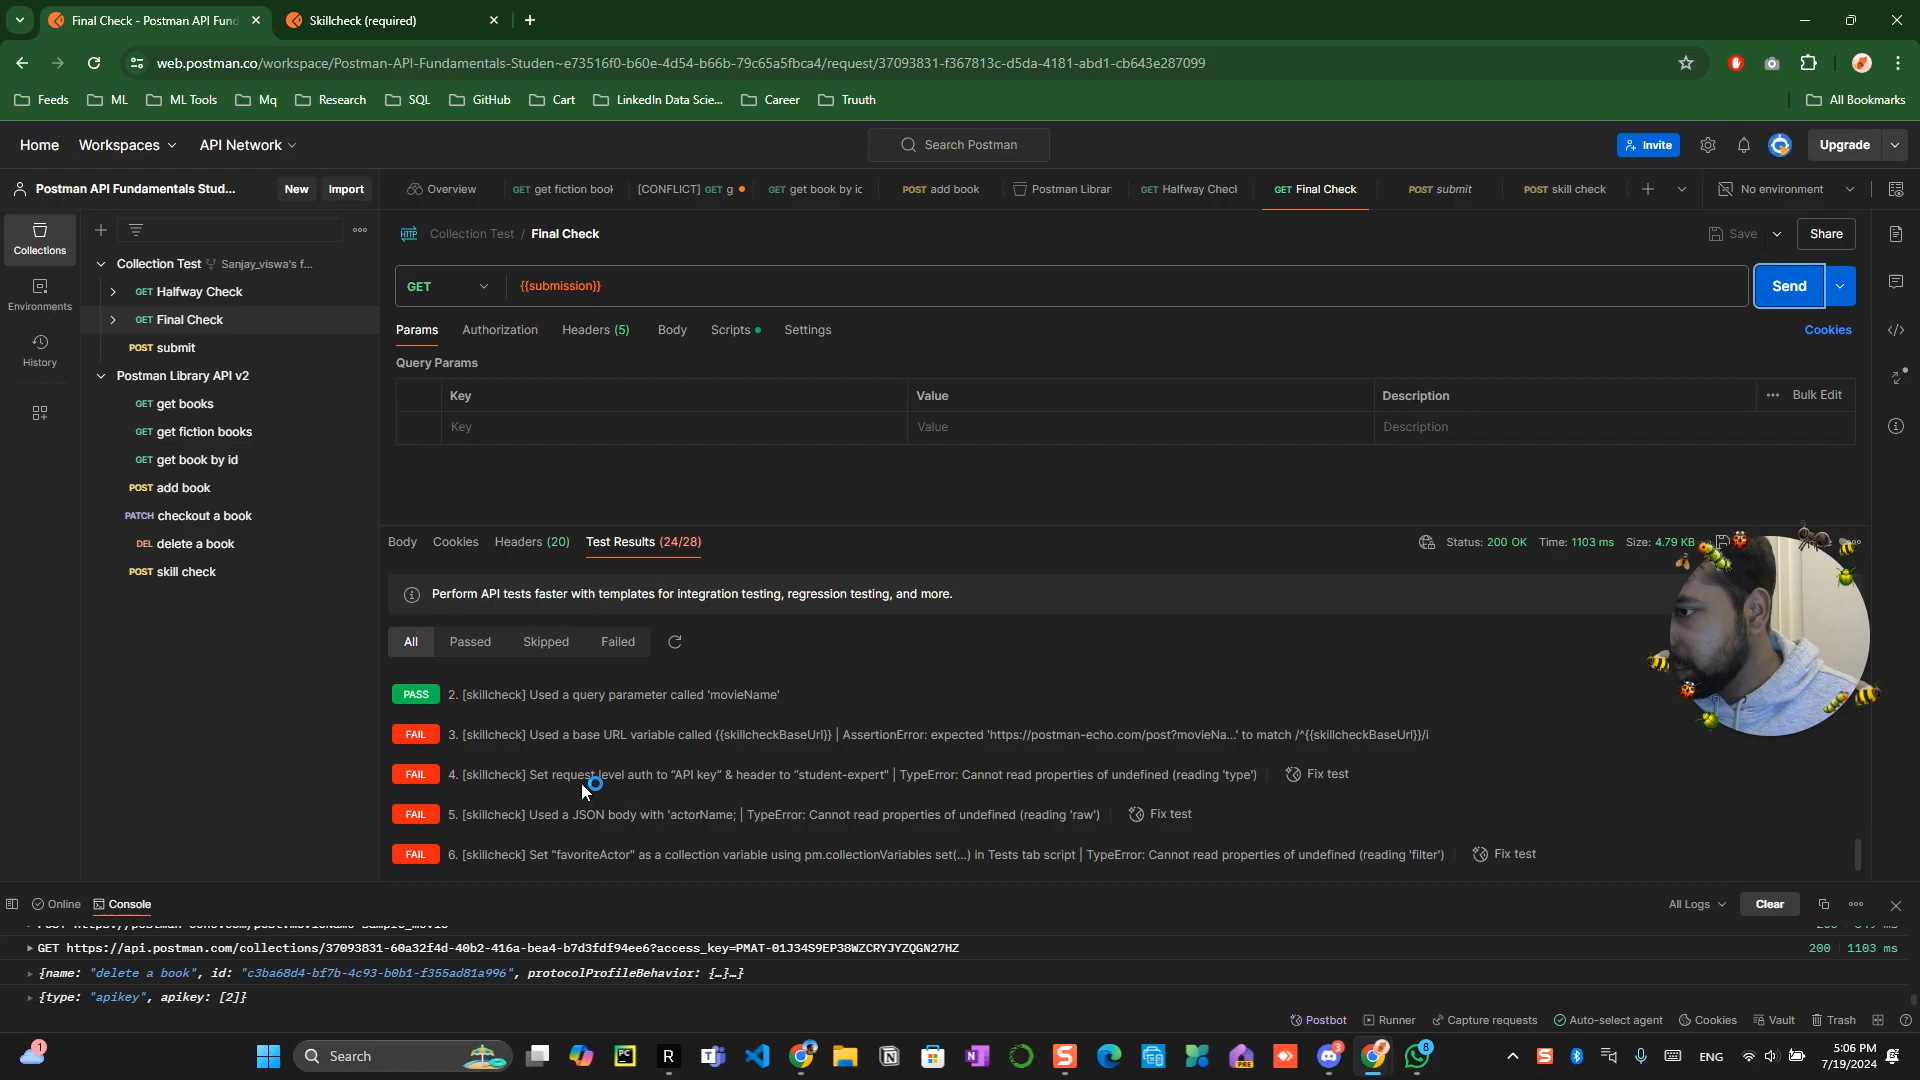 Final Check - Postman API Fund
Skillcheck (required)
web.postman.co/workspace/Postman-API-Fundamentals-Studen~e73516f0-b60e-4d54-b66b-79c65a5fbca4/request/37093831-f367813c-d5da-4181-abd1-cb643e287099
Feeds ML ML Tools Mq Research SQL GitHub Cart LinkedIn Data Scie... Career Truuth All Bookmarks
Home Workspaces API Network Search Postman Invite Upgrade
Postman API Fundamentals Stud... New Import
Overview GET get fiction book [CONFLICT] GET g GET get book by ic POST add book Postman Librar GET Halfway Checl GET Final Check POST submit POST skill check No environment
Collections
Environments
History
Collection Test Sanjay_viswa's f...
GET Halfway Check
GET Final Check
POST submit
Postman Library API v2
GET get books
GET get fiction books
GET get book by id
POST add book
PATCH checkout a book
DEL delete a book
POST skill check
HTTP Collection Test / Final Check Save Share
GET {{submission}} Send
Params Authorization Headers (5) Body Scripts Settings Cookies
Query Params
Key Value Description Bulk Edit
Key Value Description
Body Cookies Headers (20) Test Results (24/28) Status: 200 OK Time: 1103 ms Size: 4.79 KB
Perform API tests faster with templates for integration testing, regression testing, and more.
All Passed Skipped Failed
PASS 2. [skillcheck] Used a query parameter called 'movieName'
FAIL 3. [skillcheck] Used a base URL variable called {{skillcheckBaseUrl}} | AssertionError: expected 'https://postman-echo.com/post?movieNa...' to match /^{{skillcheckBaseUrl}}/i
FAIL 4. [skillcheck] Set request level auth to "API key" & header to "student-expert" | TypeError: Cannot read properties of undefined (reading 'type') Fix test
FAIL 5. [skillcheck] Used a JSON body with 'actorName; | TypeError: Cannot read properties of undefined (reading 'raw') Fix test
FAIL 6. [skillcheck] Set "favoriteActor" as a collection variable using pm.collectionVariables set(...) in Tests tab script | TypeError: Cannot read properties of undefined (reading 'filter') Fix test
Online Console All Logs Clear
GET https://api.postman.com/collections/37093831-60a32f4d-40b2-416a-bea4-b7d3fdf94ee6?access_key=PMAT-01J34S9EP38WZCRYJYZQGN27HZ 200 1103 ms
{name: "delete a book", id: "c3ba68d4-bf7b-4c93-b0b1-f355ad81a996", protocolProfileBehavior: {…}…}
{type: "apikey", apikey: [2]}
Postbot Runner Capture requests Auto-select agent Cookies Vault Trash
1 Search PC R PRE 3 8 ENG 5:06 PM
7/19/2024